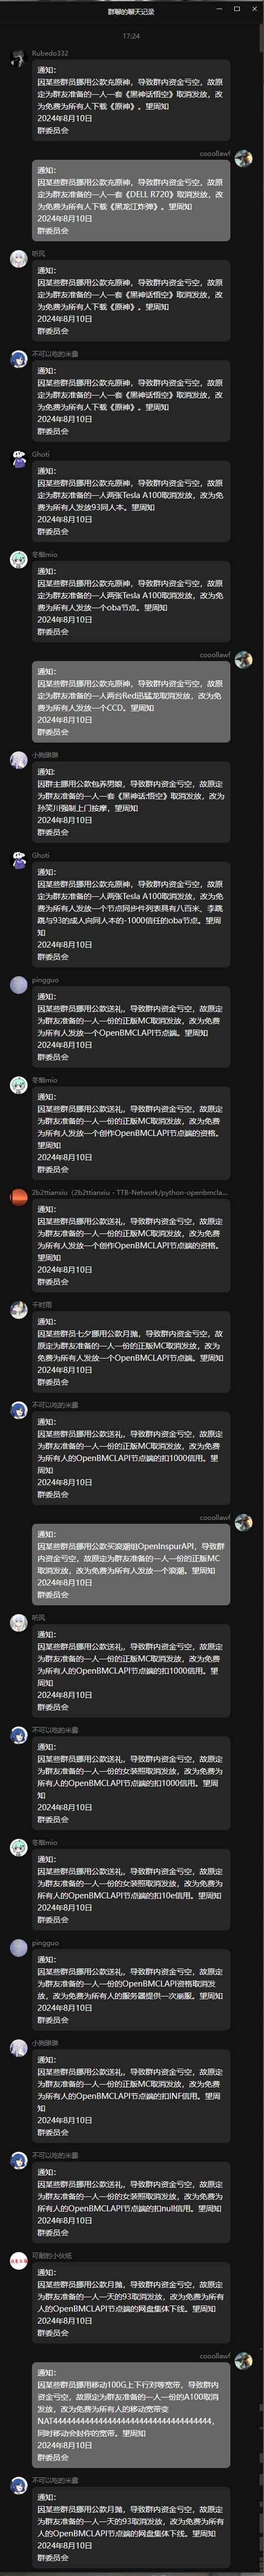 群聊的聊天记录
17:24
Rubedo332
通知：
因某些群员挪用公款充原神，导致群内资金亏空，故原
定为群友准备的一人一套《黑神话悟空》取消发放，改
为免费为所有人下载《原神》。望周知
2024年8月10日
群委员会
cooollawf
通知：
因某些群员挪用公款充原神，导致群内资金亏空，故原
定为群友准备的一人一套《DELL R720》取消发放，改
为免费为所有人下载《黑龙江炸弹》。望周知
2024年8月10日
群委员会
听风
通知：
因某些群员挪用公款充原神，导致群内资金亏空，故原
定为群友准备的一人一套《黑神话悟空》取消发放，改
为免费为所有人下载《原神》。望周知
2024年8月10日
群委员会
不可以吃的米露
通知：
因某些群员挪用公款充原神，导致群内资金亏空，故原
定为群友准备的一人一套《黑神话悟空》取消发放，改
为免费为所有人下载《原神》。望周知
2024年8月10日
群委员会
Ghoti
通知：
因某些群员挪用公款充原神，导致群内资金亏空，故原
定为群友准备的一人两张Tesla A100取消发放，改为免
费为所有人发放93同人本。望周知
2024年8月10日
群委员会
冬烟mio
通知：
因某些群员挪用公款充原神，导致群内资金亏空，故原
定为群友准备的一人两张Tesla A100取消发放，改为免
费为所有人发放一个oba节点。望周知
2024年8月10日
群委员会
cooollawf
通知：
因某些群员挪用公款充原神，导致群内资金亏空，故原
定为群友准备的一人两台Red迅猛龙取消发放，改为免
费为所有人发放一个CCD。望周知
2024年8月10日
群委员会
小狗琳琳
通知：
因群主挪用公款包养男娘，导致群内资金亏空，故原定
为群友准备的一人一套《黑神话:悟空》取消发放，改为
孙笑川强制上门按摩，望周知
2024年8月10日
群委员会
Ghoti
通知：
因某些群员挪用公款充原神，导致群内资金亏空，故原
定为群友准备的一人两张Tesla A100取消发放，改为免
费为所有人发放一个节点同步件列表具有八百米、李跳
跳与93的成人向同人本的-1000信任的oba节点。望周
知
2024年8月10日
群委员会
pingguo
通知：
因某些群员挪用公款送礼，导致群内资金亏空，故原定
为群友准备的一人一份的正版MC取消发放，改为免费
为所有人发放一个OpenBMCLAPI节点端。望周知
2024年8月10日
群委员会
冬烟mio
通知：
因某些群员挪用公款送礼，导致群内资金亏空，故原定
为群友准备的一人一份的正版MC取消发放，改为免费
为所有人发放一个创作OpenBMCLAPI节点端的资格。
望周知
2024年8月10日
群委员会
2b2ttianxiu（2b2ttianxiu - TTB-Network/python-openbmcla...
通知：
因某些群员挪用公款送礼，导致群内资金亏空，故原定
为群友准备的一人一份的正版MC取消发放，改为免费
为所有人发放一个创作OpenBMCLAPI节点端的资格。
望周知
2024年8月10日
群委员会
千时雨
通知：
因某些群员七夕挪用公款月抛，导致群内资金亏空，故
原定为群友准备的一人一份的正版MC取消发放，改为
免费为所有人发放一个OpenBMCLAPI节点端。望周知
2024年8月10日
群委员会
不可以吃的米露
通知：
因某些群员挪用公款送礼，导致群内资金亏空，故原定
为群友准备的一人一份的正版MC取消发放，改为免费
为所有人的OpenBMCLAPI节点端的扣1000信用。望
周知
2024年8月10日
群委员会
cooollawf
通知：
因某些群员挪用公款买浪潮组OpenInspurAPI，导致群
内资金亏空，故原定为群友准备的一人一份的正版MC
取消发放，改为免费为所有人发放一个浪潮。望周知
2024年8月10日
群委员会
听风
通知：
因某些群员挪用公款送礼，导致群内资金亏空，故原定
为群友准备的一人一份的正版MC取消发放，改为免费
为所有人的OpenBMCLAPI节点端的扣1000信用。望
周知
2024年8月10日
群委员会
不可以吃的米露
通知：
因某些群员挪用公款送礼，导致群内资金亏空，故原定
为群友准备的一人一份的女装照取消发放，改为免费为
所有人的OpenBMCLAPI节点端的扣1000信用。望周
知
2024年8月10日
群委员会
冬烟mio
通知：
因某些群员挪用公款送礼，导致群内资金亏空，故原定
为群友准备的一人一份的女装照取消发放，改为免费为
所有人的OpenBMCLAPI节点端的扣10e信用。望周知
2024年8月10日
群委员会
pingguo
通知：
因某些群员挪用公款送礼，导致群内资金亏空，故原定
为群友准备的一人一份的OpenBMCLAPI资格取消发
放，改为免费为所有人的服务器提供一次崩服。望周知
2024年8月10日
群委员会
小狗琳琳
通知：
因某些群员挪用公款送礼，导致群内资金亏空，故原定
为群友准备的一人一份的正版MC取消发放，改为免费
为所有人的OpenBMCLAPI节点端的扣INF信用。望周
知
2024年8月10日
群委员会
不可以吃的米露
通知：
因某些群员挪用公款送礼，导致群内资金亏空，故原定
为群友准备的一人一份的女装照取消发放，改为免费为
所有人的OpenBMCLAPI节点端的扣null信用。望周知
2024年8月10日
群委员会
可耐的小伙纸
通知：
因某些群员挪用公款月抛，导致群内资金亏空，故原定
为群友准备的一人一天的93取消发放，改为免费为所有
人的OpenBMCLAPI节点端的网盘集体下线。望周知
2024年8月10日
群委员会
cooollawf
通知：
因某些群员挪用移动100G上下行对等宽带，导致群内
资金亏空，故原定为群友准备的一人一份的A100取消
发放，改为免费为所有人的移动宽带变
NAT4444444444444444444444444444444444，
同时移动会封你的宽带。望周知
2024年8月10日
群委员会
不可以吃的米露
通知：
因某些群员挪用公款月抛，导致群内资金亏空，故原定
为群友准备的一人一天的93取消发放，改为免费为所有
人的OpenBMCLAPI节点端的网盘集体下线。望周知
2024年8月10日
群委员会